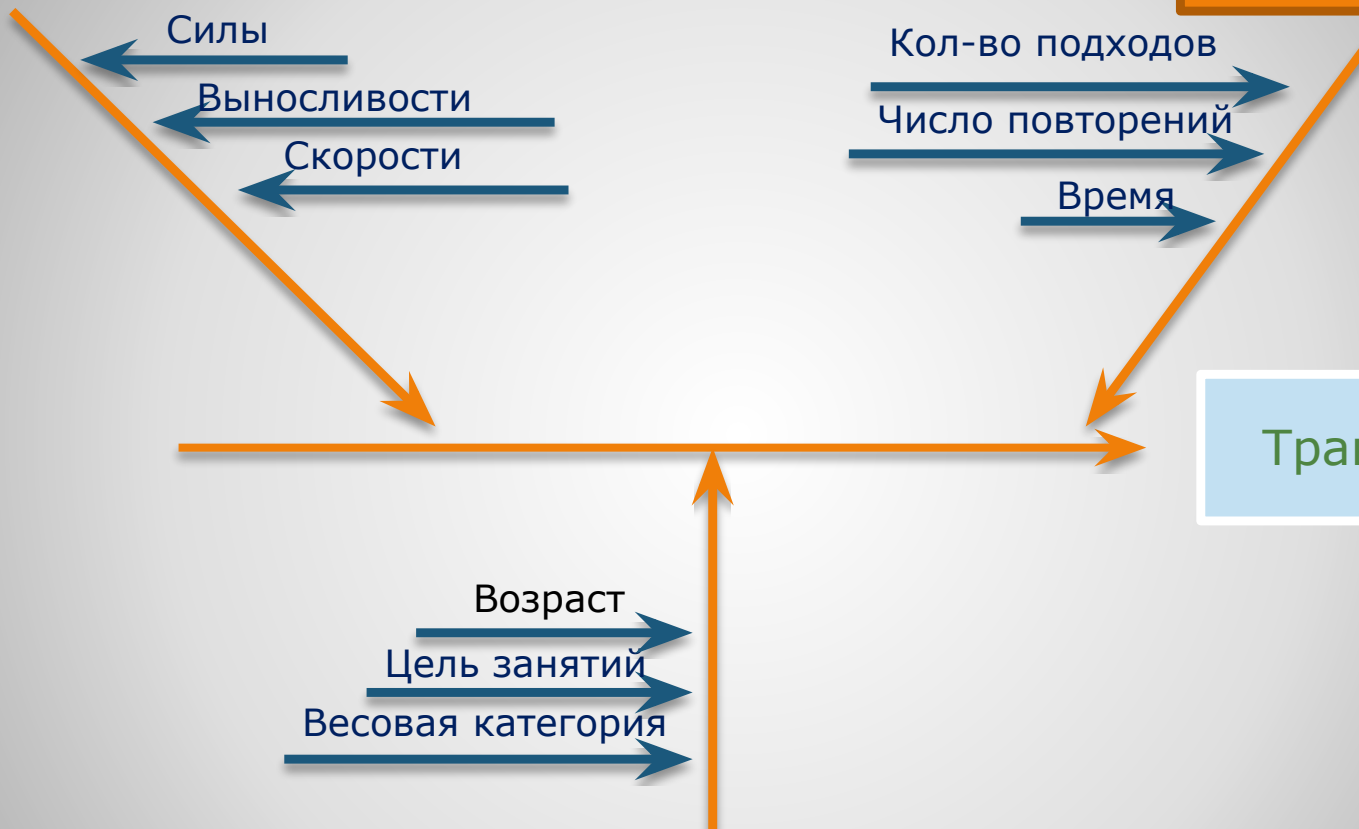 Силы
Выносливости
Скорости
Кол-во подходов
Число повторений
Время
Возраст
Цель занятий
Весовая категория